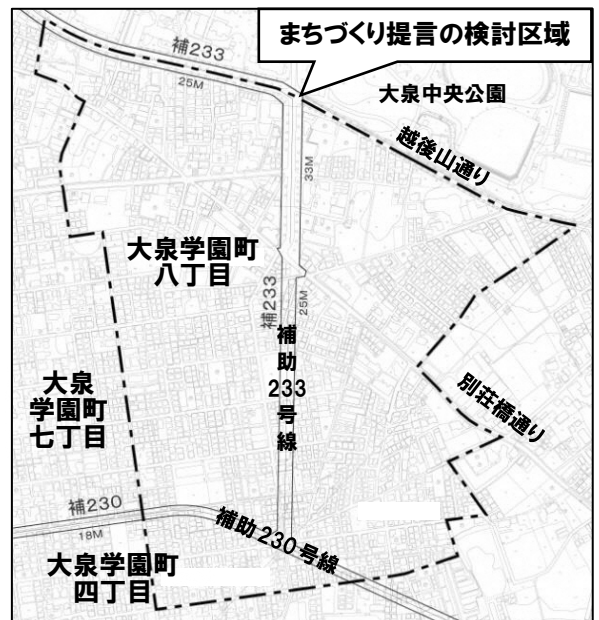 補233
25M
まちづくり提言の検討区域
大泉中央公園
越後山通り
33M
大泉学園町
八丁目
補233
25M
補助233号線
大泉
学園町
七丁目
別荘橋通り
補230
18M
補助230号線
大泉学園町
四丁目